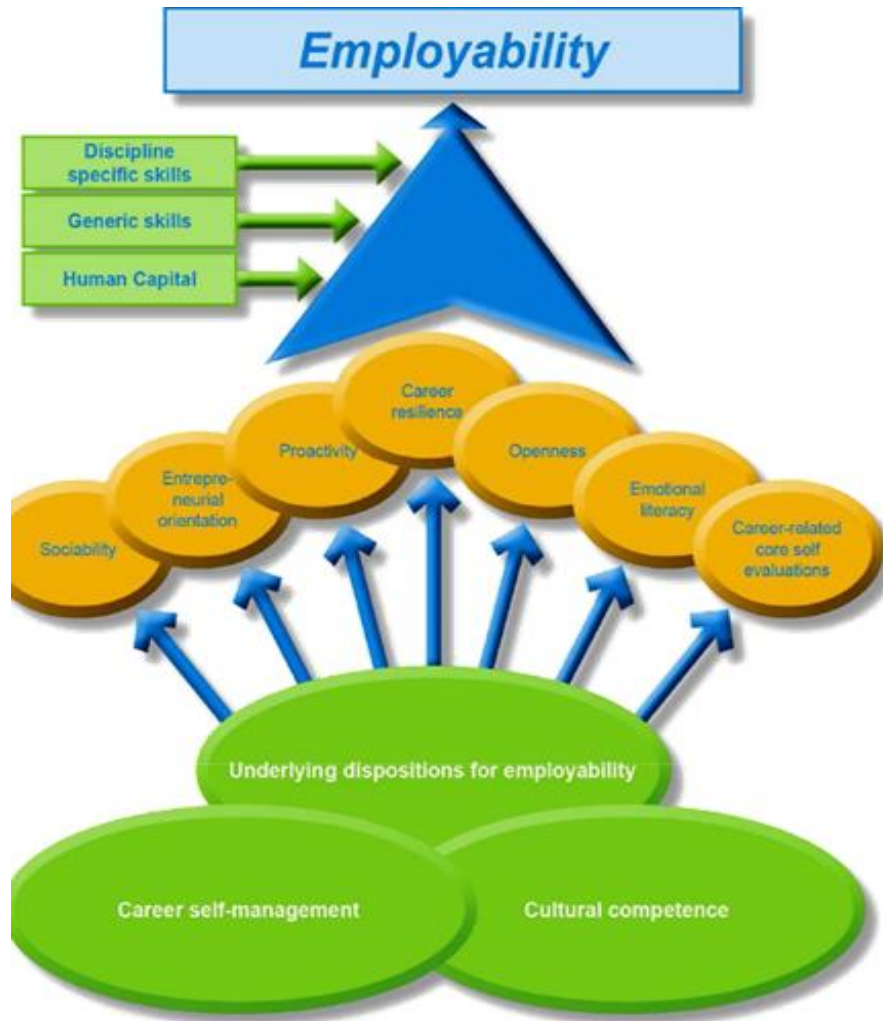 Employability
Discipline
specific skills
Generic skills
Human Capital
Career
resilience
Proactivity
Openness
Entrepre-
neurial
orientation
Emotional
literacy
Sociability
Career-related
core self
evaluations
Underlying dispositions for employability
Career self-management
Cultural competence